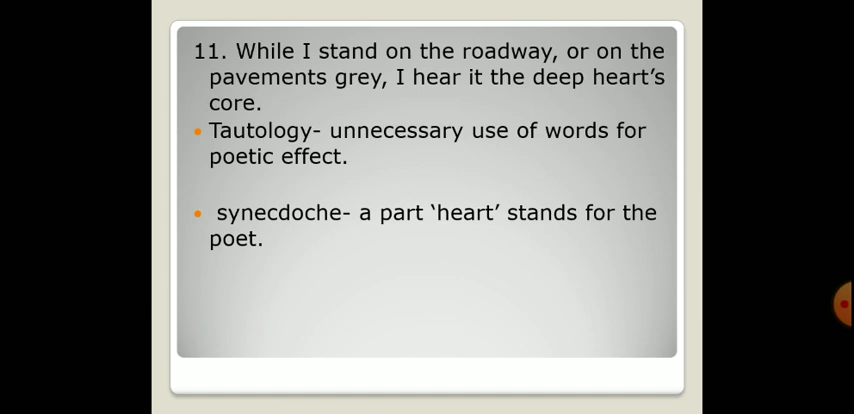 11. While I stand on the roadway, or on the
pavements grey, I hear it the deep heart’s
core.
Tautology- unnecessary use of words for
poetic effect.
synecdoche- a part ‘heart’ stands for the
poet.